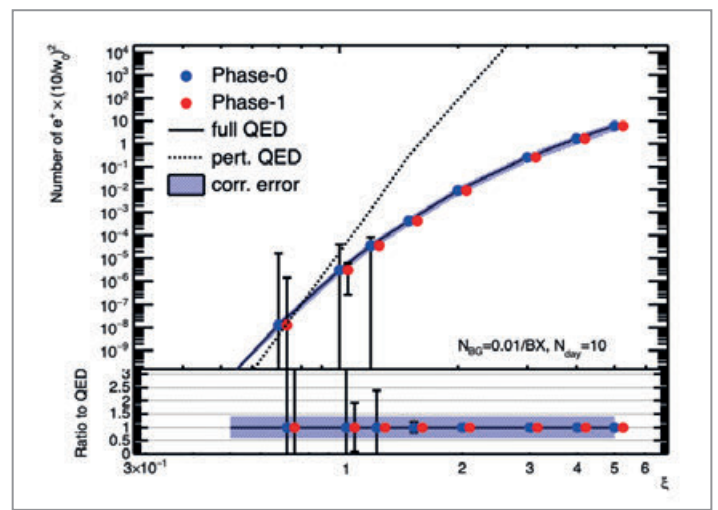 Number of e⁺ × (10/w₀)²
10⁴
10³
10²
10
1
10⁻¹
10⁻²
10⁻³
10⁻⁴
10⁻⁵
10⁻⁶
10⁻⁷
10⁻⁸
10⁻⁹
Phase-0
Phase-1
full QED
pert. QED
corr. error
N_BG=0.01/BX, N_day=10
Ratio to QED
3
2.5
2
1.5
1
0.5
0
3×10⁻¹ 1 2 3 4 5 6
ξ